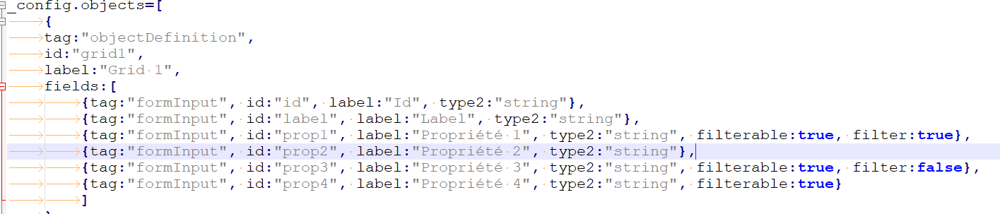 _config.objects=[
{
tag:"objectDefinition",
id:"grid1",
label:"Grid 1",
fields:[
{tag:"formInput", id:"id", label:"Id", type2:"string"},
{tag:"formInput", id:"label", label:"Label", type2:"string"},
{tag:"formInput", id:"prop1", label:"Propriété 1", type2:"string", filterable:true, filter:true},
{tag:"formInput", id:"prop2", label:"Propriété 2", type2:"string"},
{tag:"formInput", id:"prop3", label:"Propriété 3", type2:"string", filterable:true, filter:false},
{tag:"formInput", id:"prop4", label:"Propriété 4", type2:"string", filterable:true}
]